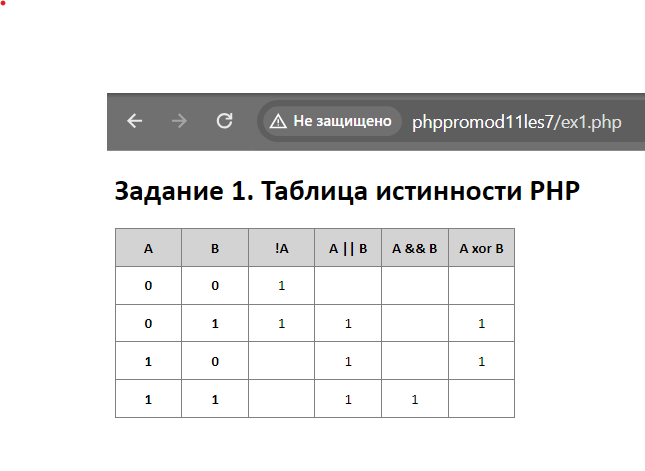 Не защищено phppromod11les7/ex1.php
Задание 1. Таблица истинности PHP
A B !A A || B A && B A xor B
0 0 1
0 1 1 1 1
1 0 1 1
1 1 1 1